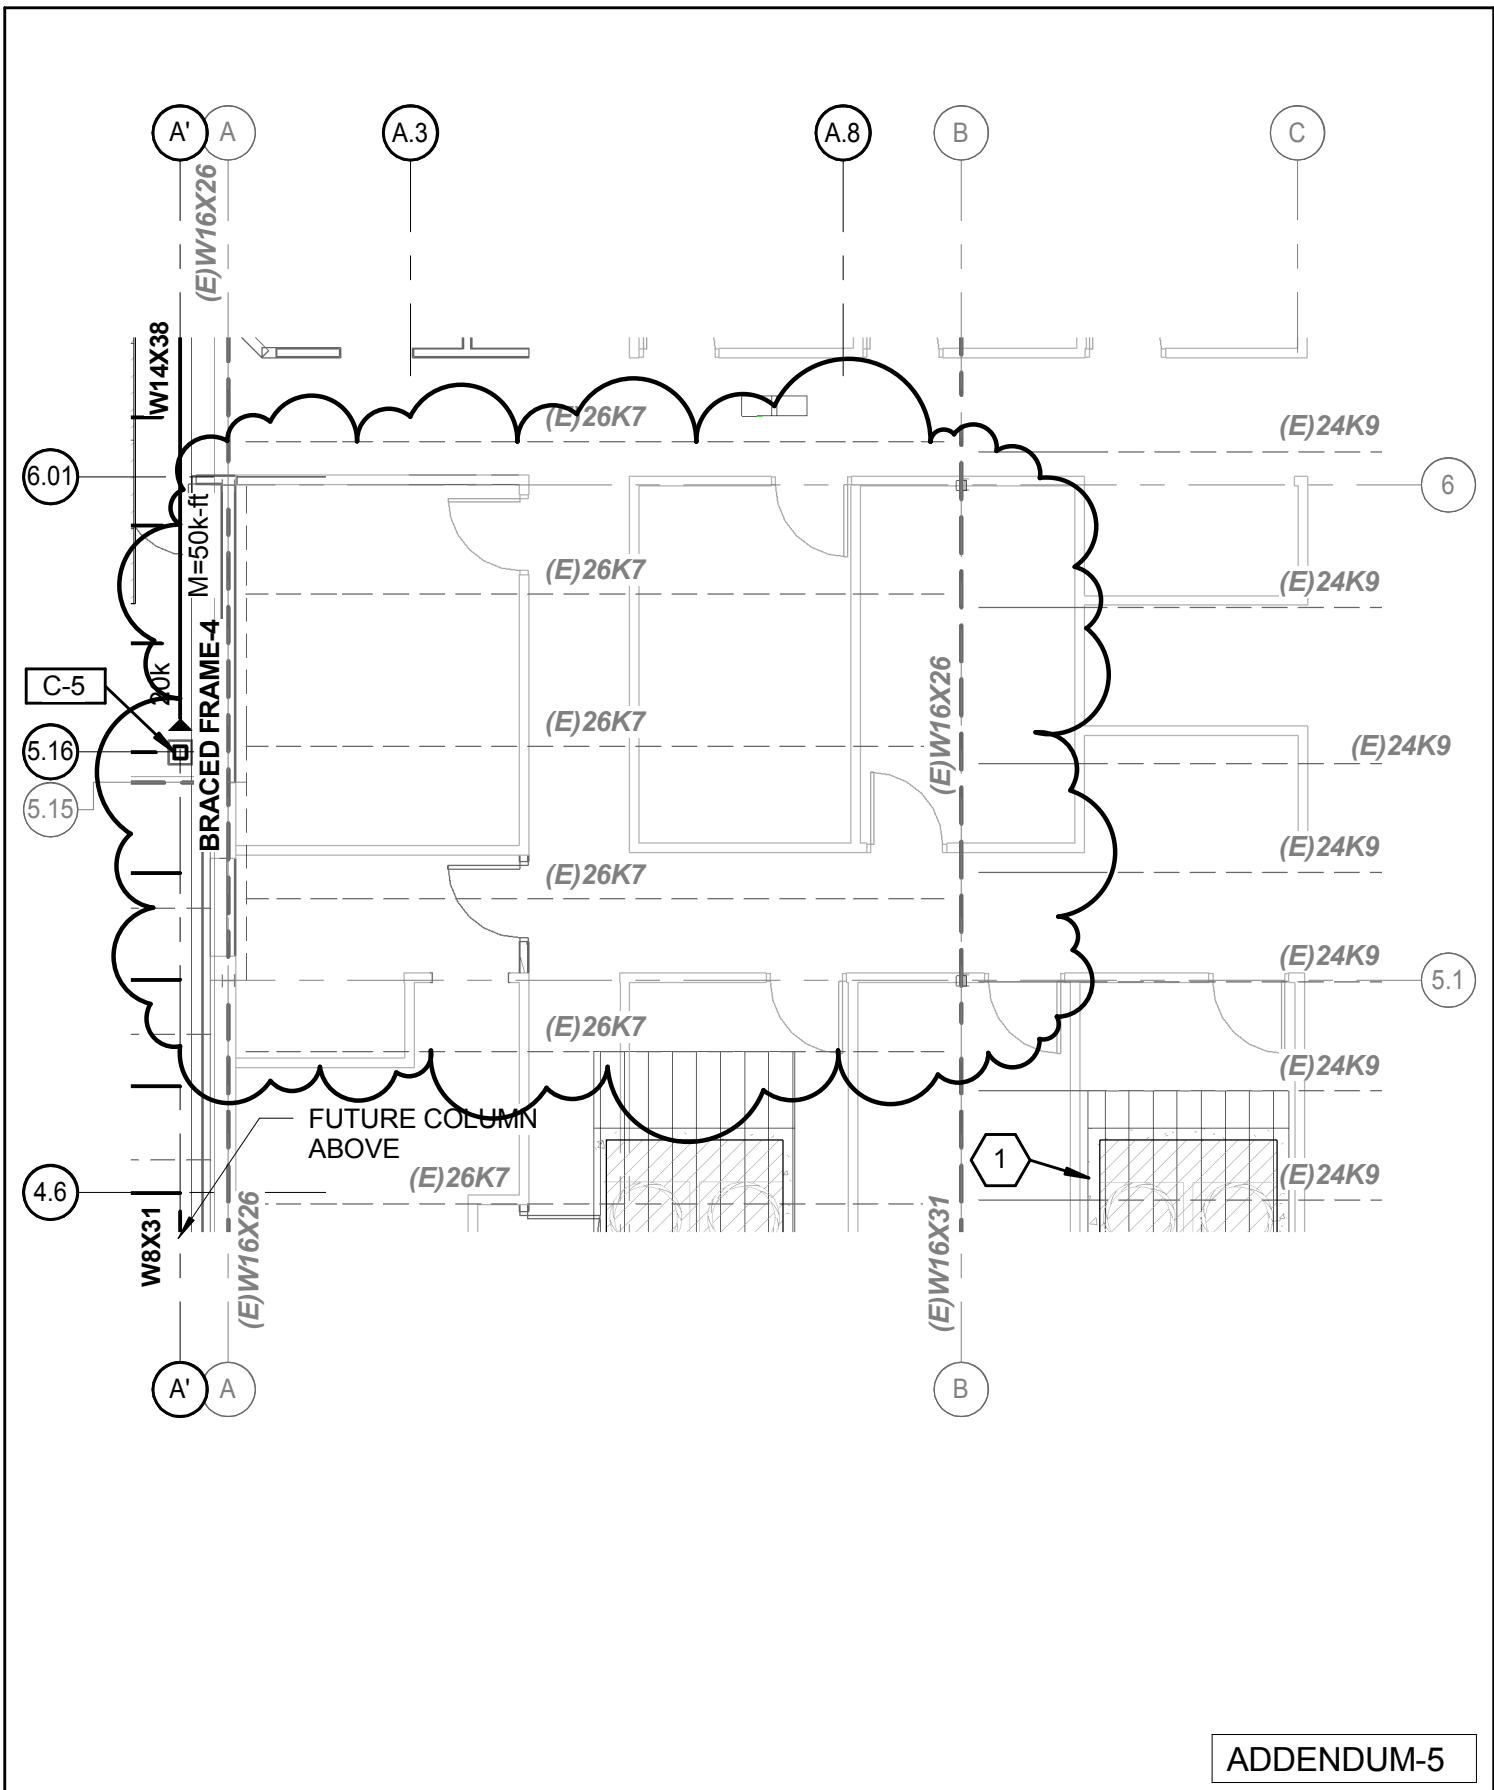 A'
A
A.3
A.8
B
C
(E)W16X26
W14X38
(E)26K7
(E)24K9
6.01
6
M=50k-ft
(E)26K7
(E)24K9
20k
C-5
BRACED FRAME-4
(E)26K7
(E)W16X26
(E)24K9
5.16
5.15
(E)26K7
(E)24K9
(E)24K9
5.1
(E)26K7
(E)24K9
FUTURE COLUMN
ABOVE
1
(E)26K7
(E)24K9
4.6
W8X31
(E)W16X26
(E)W16X31
A'
A
B
ADDENDUM-5